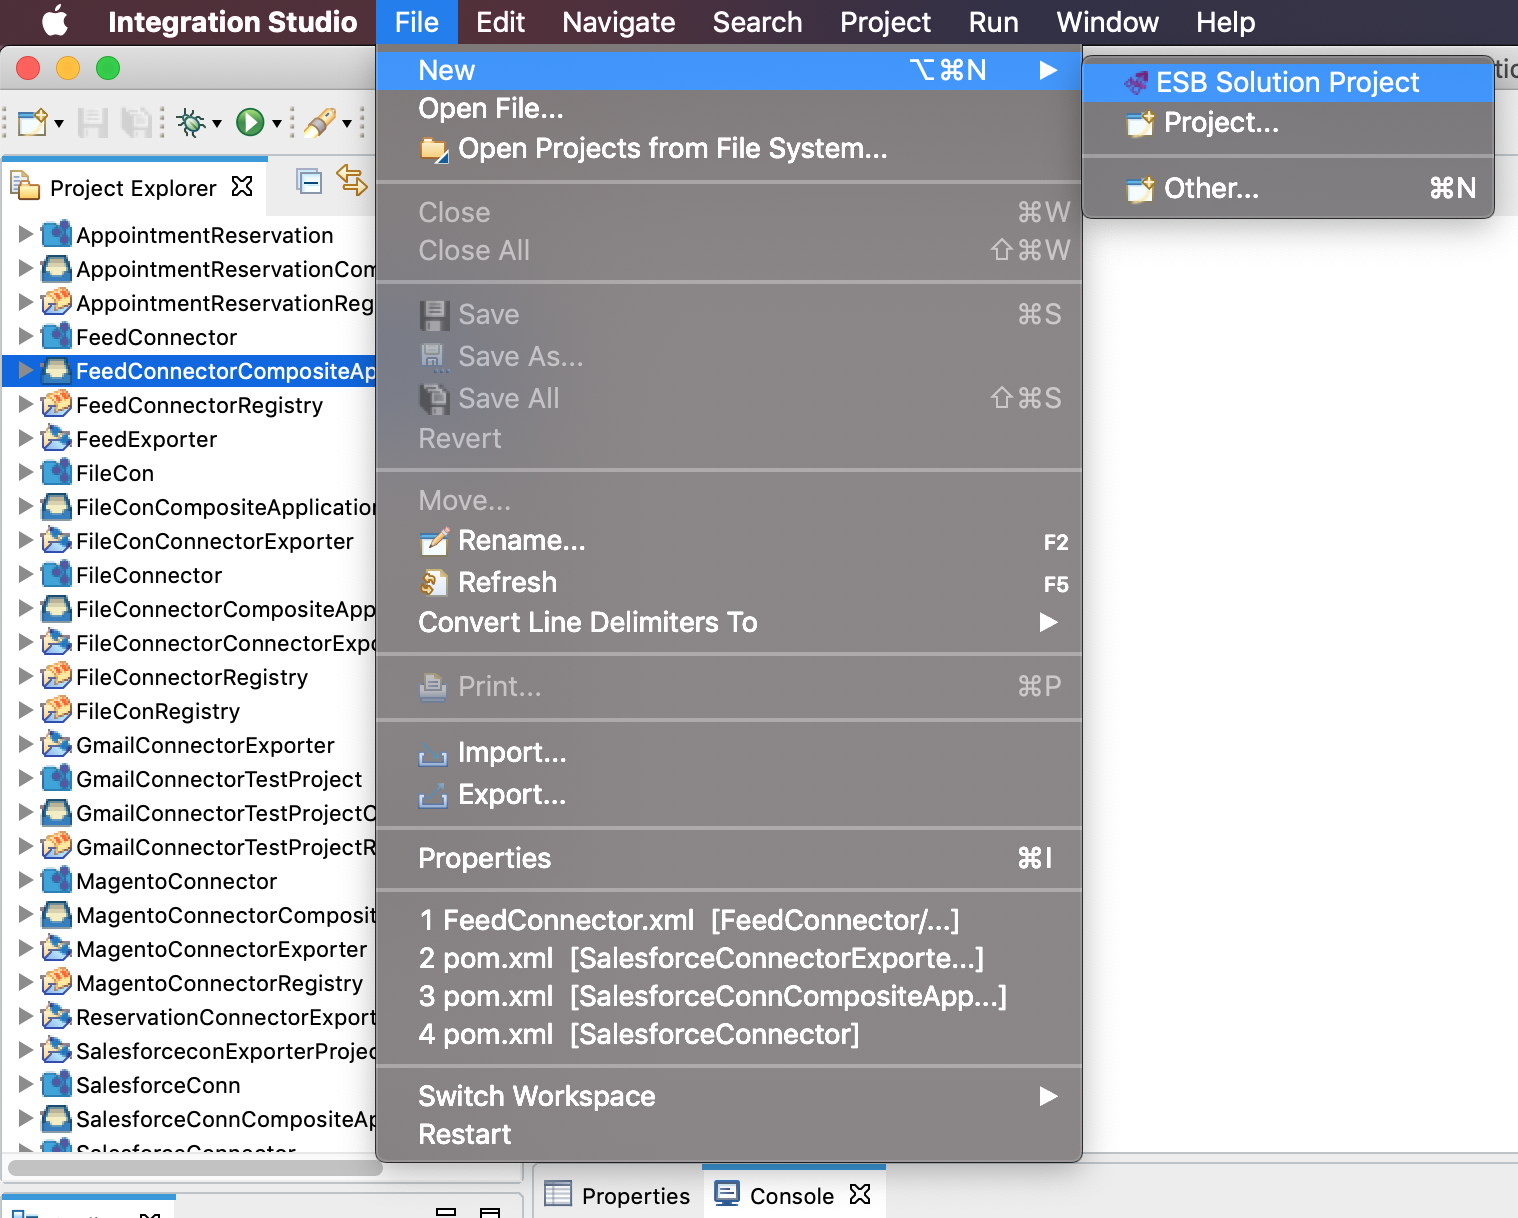 Integration Studio File Edit Navigate Search Project Run Window Help
New ⌥⌘N ▶
Open File...
Open Projects from File System...
Close ⌘W
Close All ⇧⌘W
Save ⌘S
Save As...
Save All ⇧⌘S
Revert
Move...
Rename... F2
Refresh F5
Convert Line Delimiters To ▶
Print... ⌘P
Import...
Export...
Properties ⌘I
1 FeedConnector.xml [FeedConnector/...]
2 pom.xml [SalesforceConnectorExporte...]
3 pom.xml [SalesforceConnCompositeApp...]
4 pom.xml [SalesforceConnector]
Switch Workspace ▶
Restart
ESB Solution Project
Project...
Other... ⌘N
Project Explorer
AppointmentReservation
AppointmentReservationCom
AppointmentReservationReg
FeedConnector
FeedConnectorCompositeAp
FeedConnectorRegistry
FeedExporter
FileCon
FileConCompositeApplication
FileConConnectorExporter
FileConnector
FileConnectorCompositeApp
FileConnectorConnectorExpo
FileConnectorRegistry
FileConRegistry
GmailConnectorExporter
GmailConnectorTestProject
GmailConnectorTestProjectC
GmailConnectorTestProjectR
MagentoConnector
MagentoConnectorComposit
MagentoConnectorExporter
MagentoConnectorRegistry
ReservationConnectorExport
SalesforceconExporterProjec
SalesforceConn
SalesforceConnCompositeAp
SalesforceConnector
Properties
Console